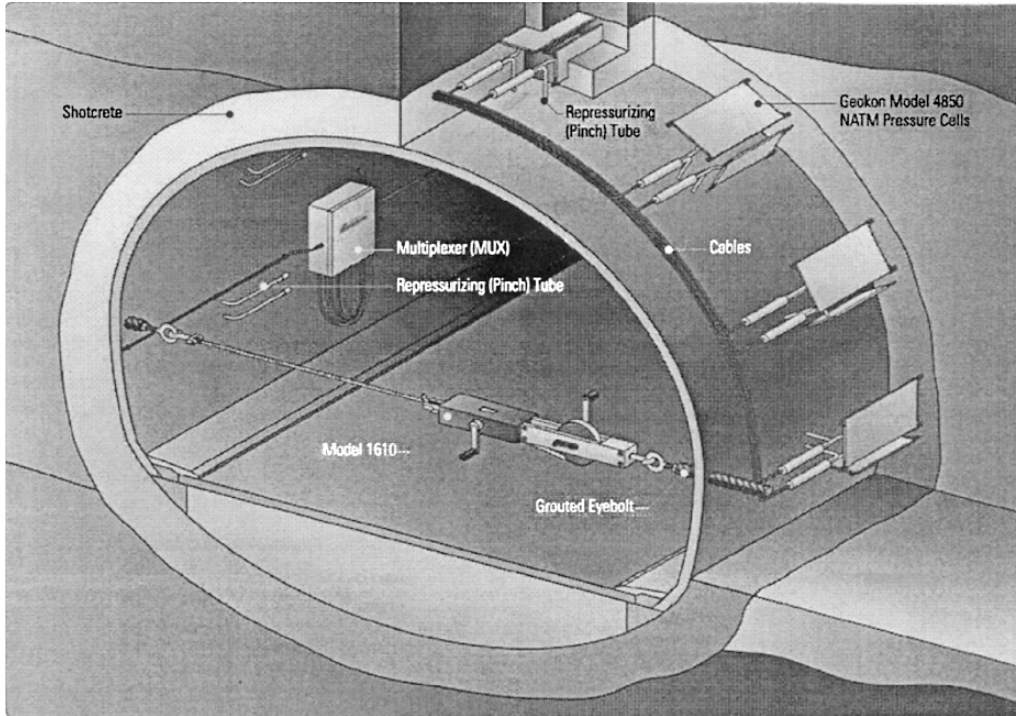 Shotcrete
Repressurizing
(Pinch) Tube
Geokon Model 4850
NATM Pressure Cells
Multiplexer (MUX)
Cables
Repressurizing (Pinch) Tube
Model 1610
Grouted Eyebolt